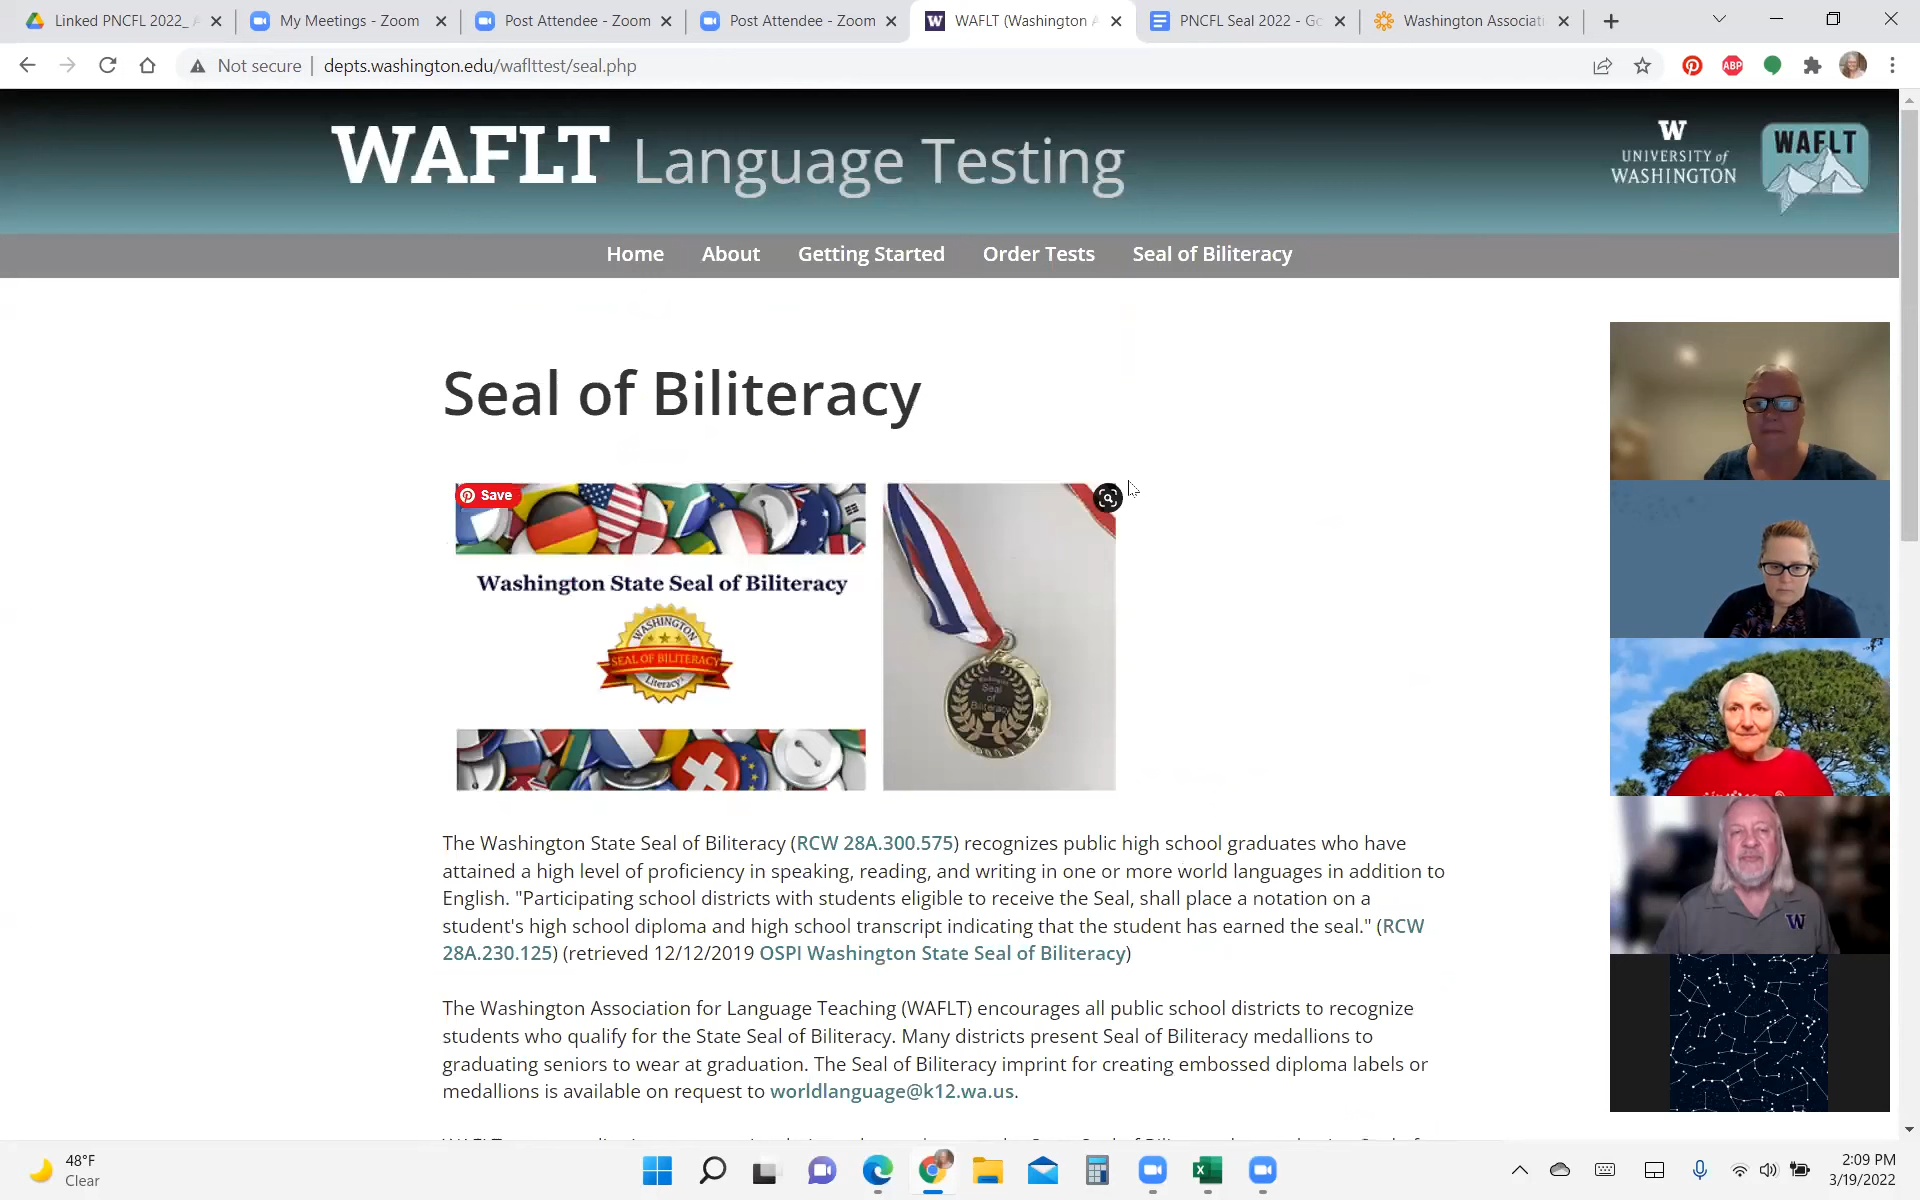 Linked PNCFL 2022_
My Meetings - Zoom
Post Attendee - Zoom
Post Attendee - Zoom
WAFLT (Washington A
PNCFL Seal 2022 - Go
Washington Associati
Not secure
depts.washington.edu/waflttest/seal.php
ABP
WAFLT Language Testing
W
UNIVERSITY of
WASHINGTON
WAFLT
Home
About
Getting Started
Order Tests
Seal of Biliteracy
Seal of Biliteracy
Save
Washington State Seal of Biliteracy
WASHINGTON
SEAL OF BILITERACY
Literacy
Washington
Seal
of
Biliteracy
The Washington State Seal of Biliteracy (RCW 28A.300.575) recognizes public high school graduates who have
attained a high level of proficiency in speaking, reading, and writing in one or more world languages in addition to
English. "Participating school districts with students eligible to receive the Seal, shall place a notation on a
student's high school diploma and high school transcript indicating that the student has earned the seal." (RCW
28A.230.125) (retrieved 12/12/2019 OSPI Washington State Seal of Biliteracy)
The Washington Association for Language Teaching (WAFLT) encourages all public school districts to recognize
students who qualify for the State Seal of Biliteracy. Many districts present Seal of Biliteracy medallions to
graduating seniors to wear at graduation. The Seal of Biliteracy imprint for creating embossed diploma labels or
medallions is available on request to worldlanguage@k12.wa.us.
W
48°F
Clear
2:09 PM
3/19/2022